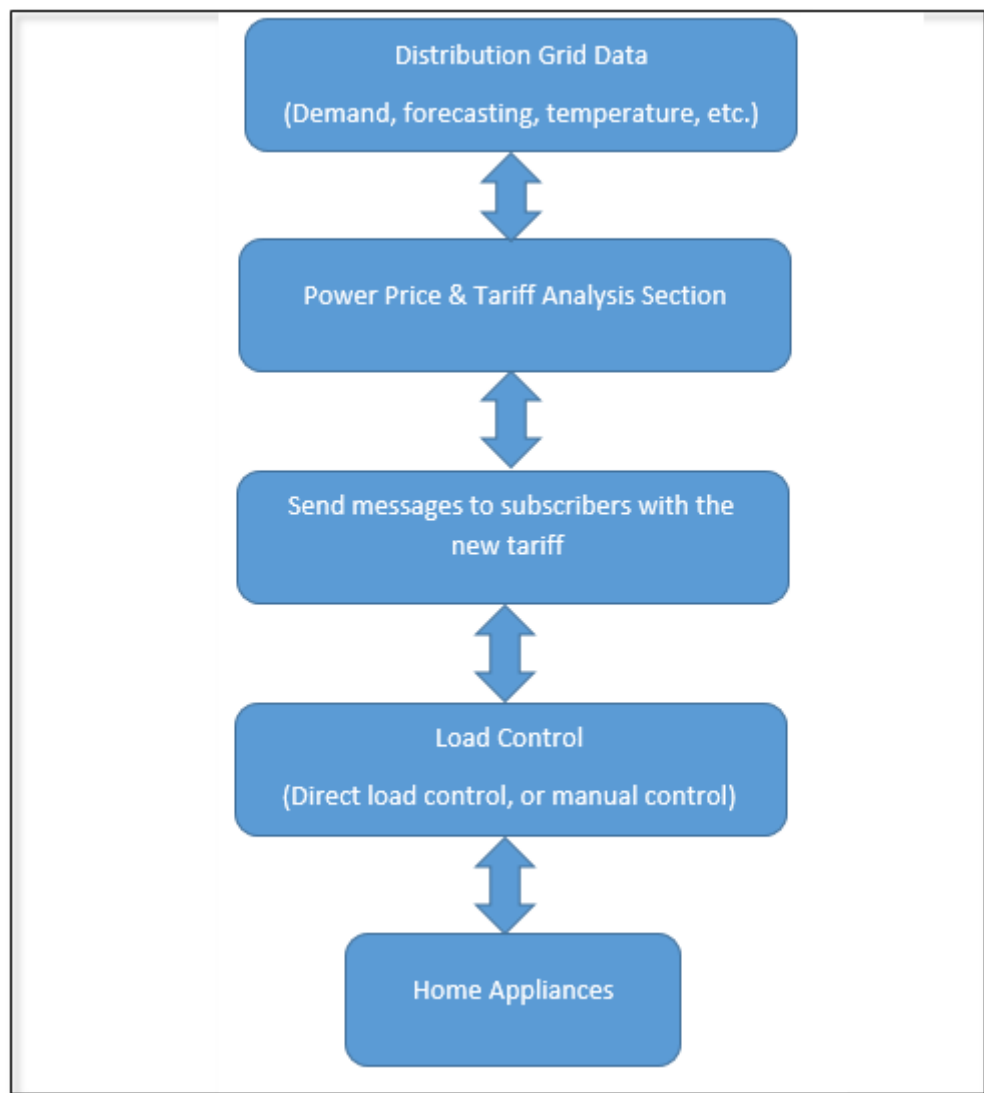 Distribution Grid Data
(Demand, forecasting, temperature, etc.)
Power Price & Tariff Analysis Section
Send messages to subscribers with the
new tariff
Load Control
(Direct load control, or manual control)
Home Appliances